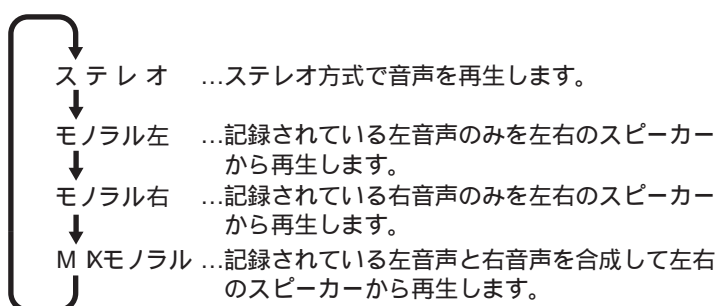 ステレオ …ステレオ方式で音声を再生します。
モノラル左 …記録されている左音声のみを左右のスピーカー
から再生します。
モノラル右 …記録されている右音声のみを左右のスピーカー
から再生します。
MIXモノラル …記録されている左音声と右音声を合成して左右
のスピーカーから再生します。